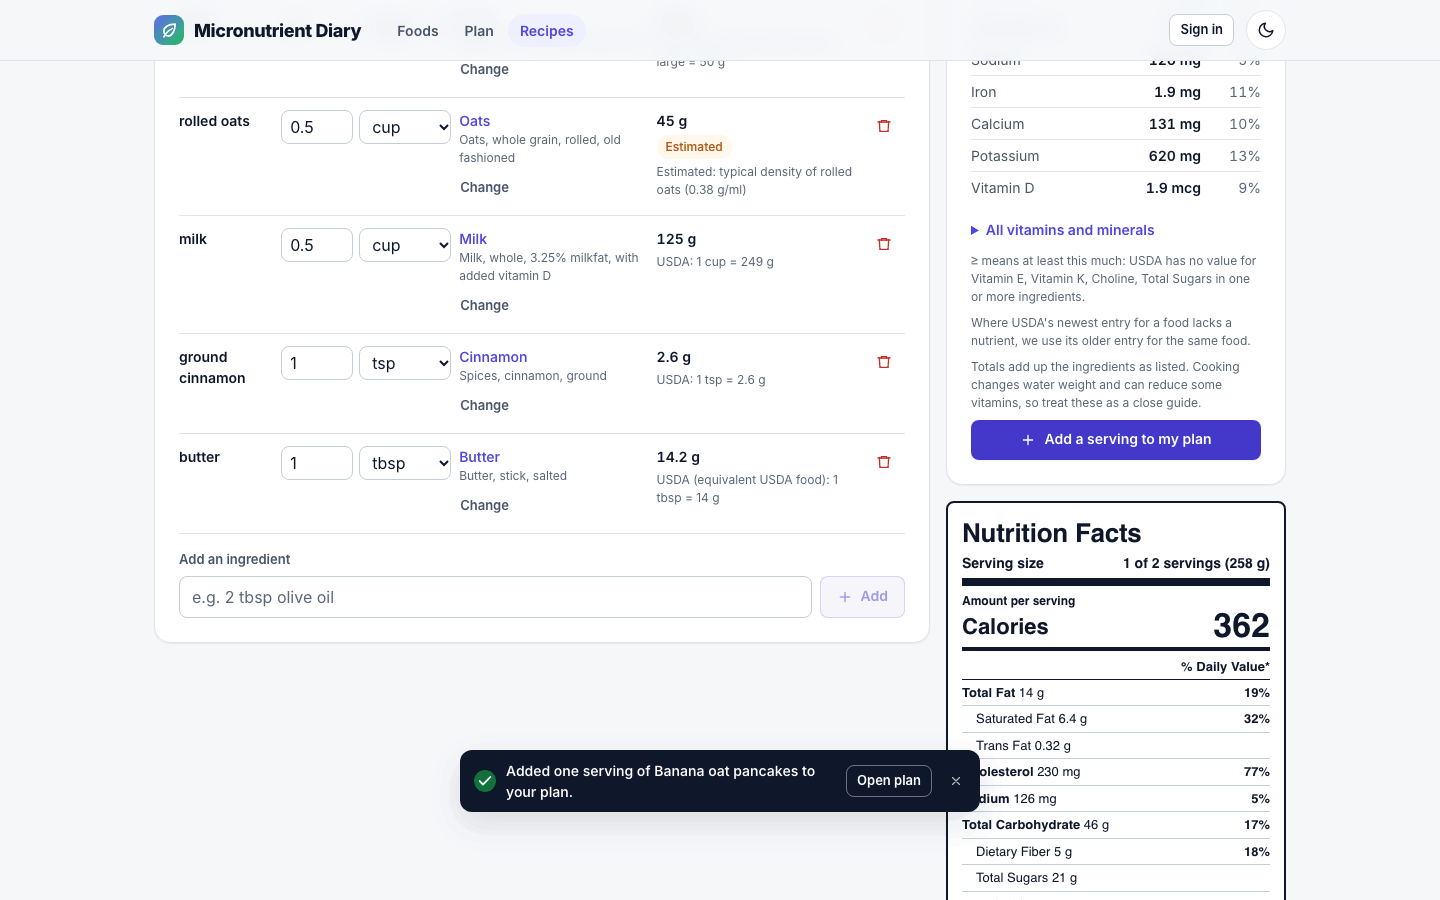 Micronutrient Diary
Foods
Plan
Recipes
Sign in
Change
large = 50 g
rolled oats
0.5
cup
Oats
Oats, whole grain, rolled, old
fashioned
Change
45 g
Estimated
Estimated: typical density of rolled
oats (0.38 g/ml)
milk
0.5
cup
Milk
Milk, whole, 3.25% milkfat, with
added vitamin D
Change
125 g
USDA: 1 cup = 249 g
ground
cinnamon
1
tsp
Cinnamon
Spices, cinnamon, ground
Change
2.6 g
USDA: 1 tsp = 2.6 g
butter
1
tbsp
Butter
Butter, stick, salted
Change
14.2 g
USDA (equivalent USDA food): 1
tbsp = 14 g
Add an ingredient
e.g. 2 tbsp olive oil
Add
Sodium 126 mg 5%
Iron 1.9 mg 11%
Calcium 131 mg 10%
Potassium 620 mg 13%
Vitamin D 1.9 mcg 9%
All vitamins and minerals
≥ means at least this much: USDA has no value for
Vitamin E, Vitamin K, Choline, Total Sugars in one
or more ingredients.
Where USDA's newest entry for a food lacks a
nutrient, we use its older entry for the same food.
Totals add up the ingredients as listed. Cooking
changes water weight and can reduce some
vitamins, so treat these as a close guide.
Add a serving to my plan
Nutrition Facts
Serving size 1 of 2 servings (258 g)
Amount per serving
Calories 362
% Daily Value*
Total Fat 14 g 19%
Saturated Fat 6.4 g 32%
Trans Fat 0.32 g
olesterol 230 mg 77%
dium 126 mg 5%
Total Carbohydrate 46 g 17%
Dietary Fiber 5 g 18%
Total Sugars 21 g
Added one serving of Banana oat pancakes to
your plan.
Open plan